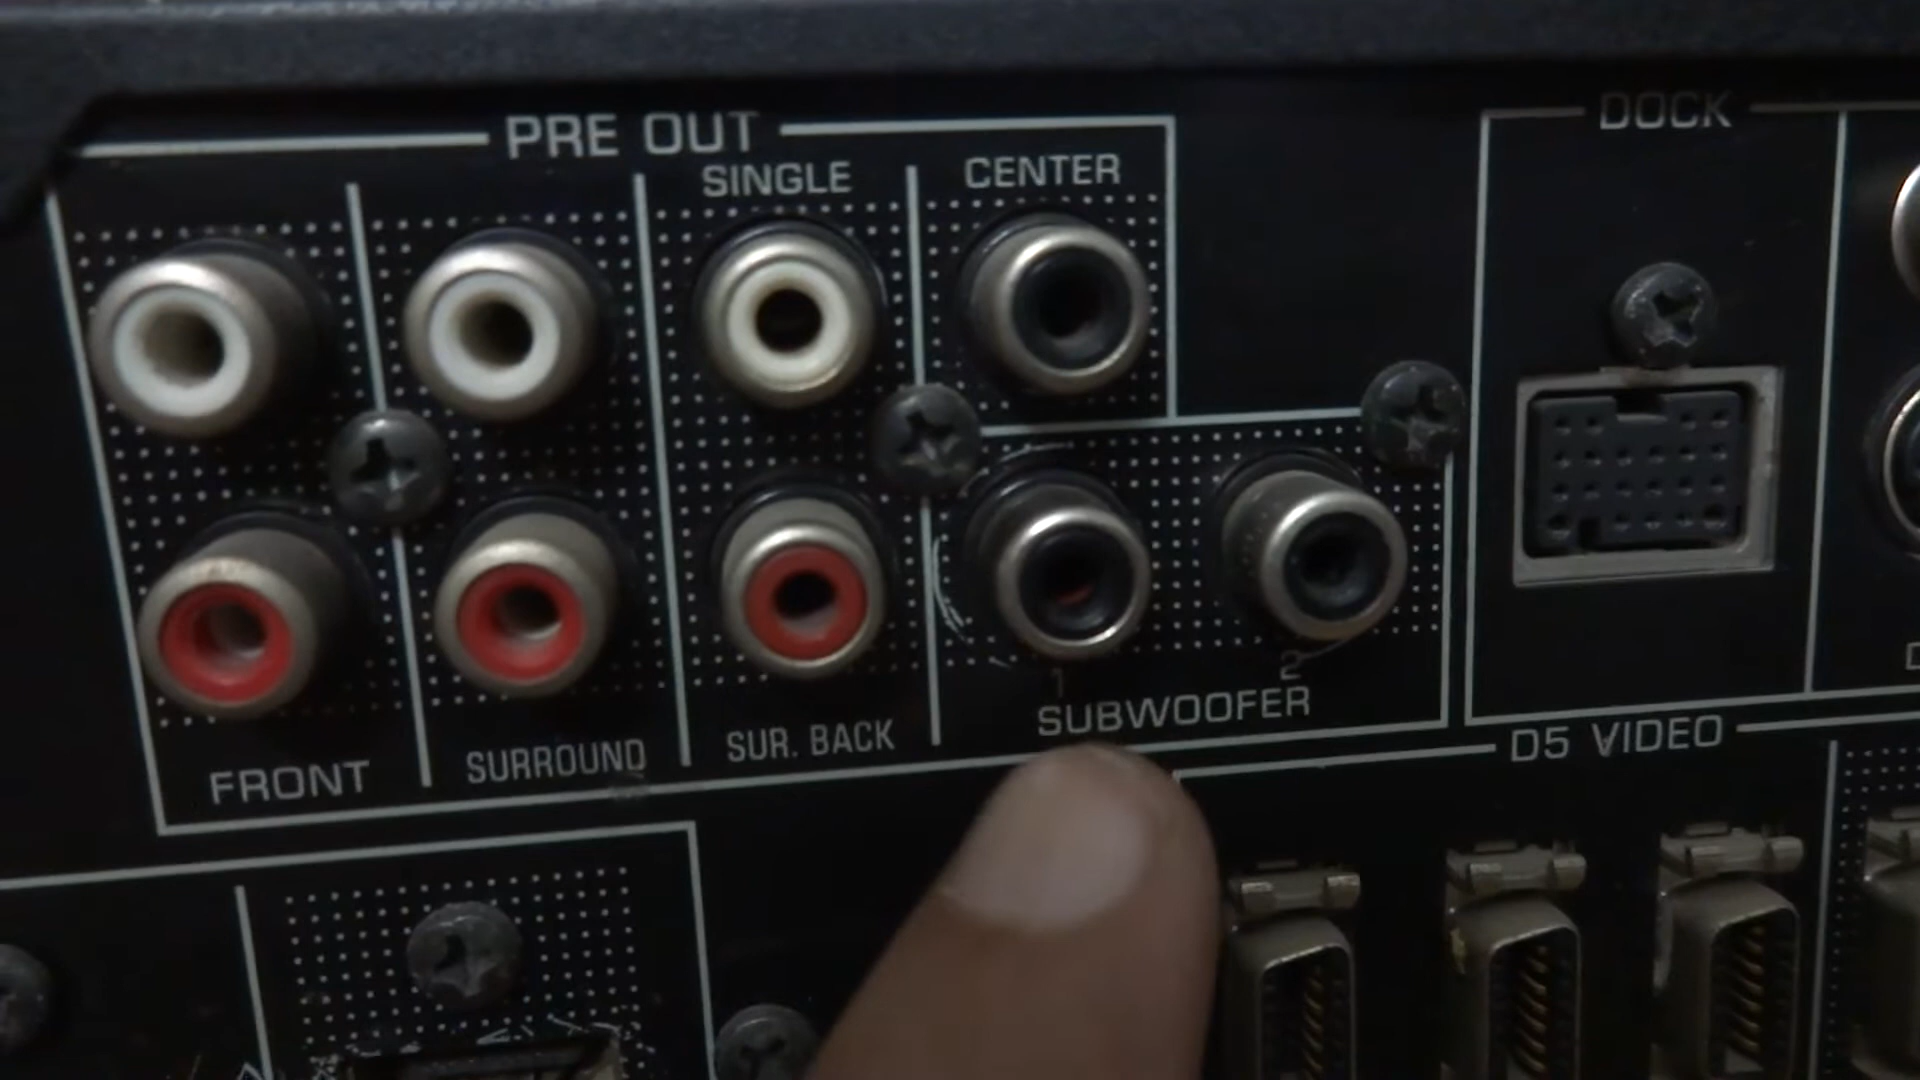 PRE OUT
DOCK
SINGLE
CENTER
1
2
SUBWOOFER
FRONT
SURROUND
SUR. BACK
D5 VIDEO